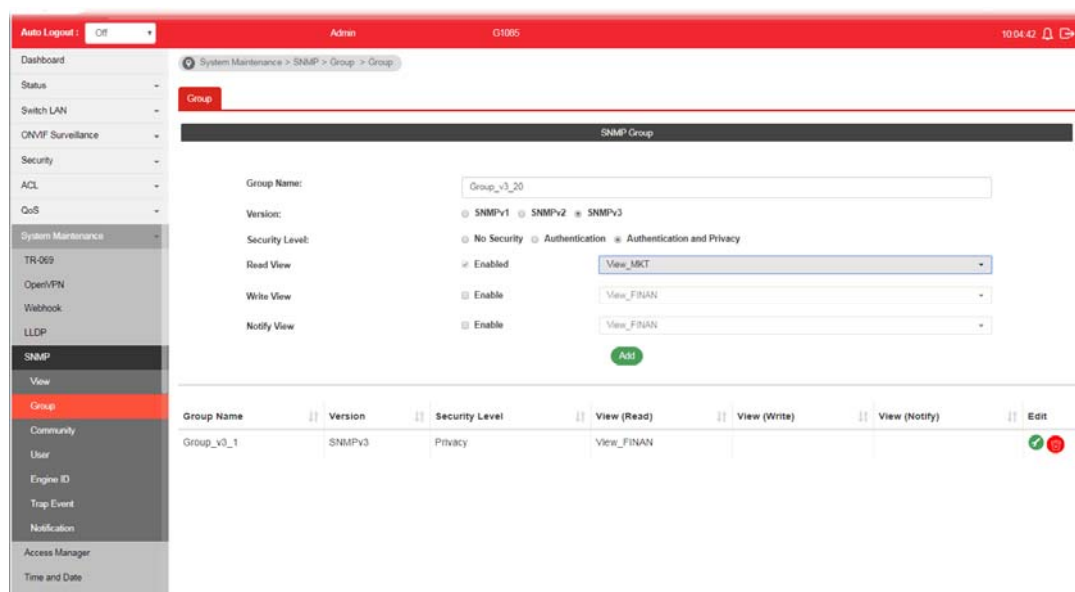 Auto Logout : Off Admin G1085 10:04:42
Dashboard
System Maintenance > SNMP > Group > Group
Status
Switch LAN
Group
ONVIF Surveillance
SNMP Group
Security
ACL
QoS
System Maintenance
TR-069
OpenVPN
Webhook
LLDP
SNMP
View
Group
Community
User
Engine ID
Trap Event
Notification
Access Manager
Time and Date
Group Name: Group_v3_20
Version: SNMPv1 SNMPv2 SNMPv3
Security Level: No Security Authentication Authentication and Privacy
Read View Enabled View_MKT
Write View Enable View_FINAN
Notify View Enable View_FINAN
Add
Group Name Version Security Level View (Read) View (Write) View (Notify) Edit
Group_v3_1 SNMPv3 Privacy View_FINAN